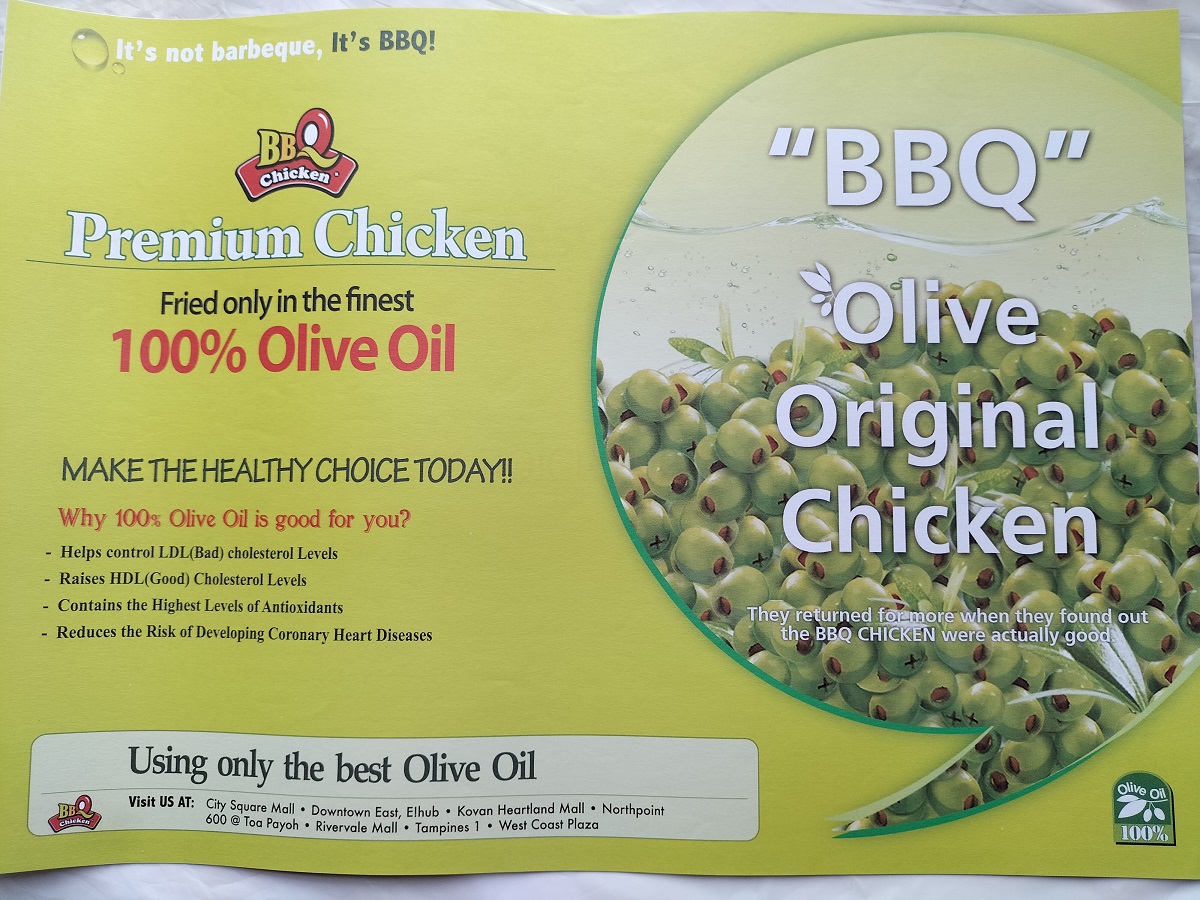 It's not barbeque, It's BBQ!
BBQ
Chicken
Premium Chicken
Fried only in the finest
100% Olive Oil
MAKE THE HEALTHY CHOICE TODAY!!
Why 100% Olive Oil is good for you?
- Helps control LDL(Bad) cholesterol Levels
- Raises HDL(Good) Cholesterol Levels
- Contains the Highest Levels of Antioxidants
- Reduces the Risk of Developing Coronary Heart Diseases
"BBQ"
Olive
Original
Chicken
They returned for more when they found out
the BBQ CHICKEN were actually good.
Using only the best Olive Oil
BBQ
Chicken
Visit US AT: City Square Mall • Downtown East, Elhub • Kovan Heartland Mall • Northpoint
600 @ Toa Payoh • Rivervale Mall • Tampines 1 • West Coast Plaza
Olive Oil
100%